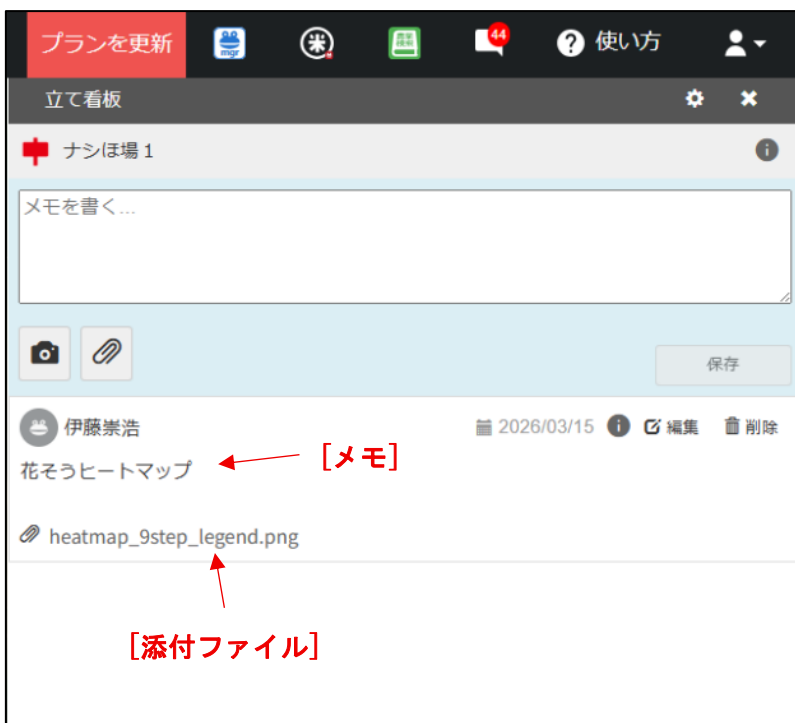 プランを更新 mgr 米 44 ? 使い方
立て看板
ナシほ場 1
メモを書く...
保存
伊藤崇浩 2026/03/15 編集 削除
花そうヒートマップ
[メモ]
heatmap_9step_legend.png
[添付ファイル]